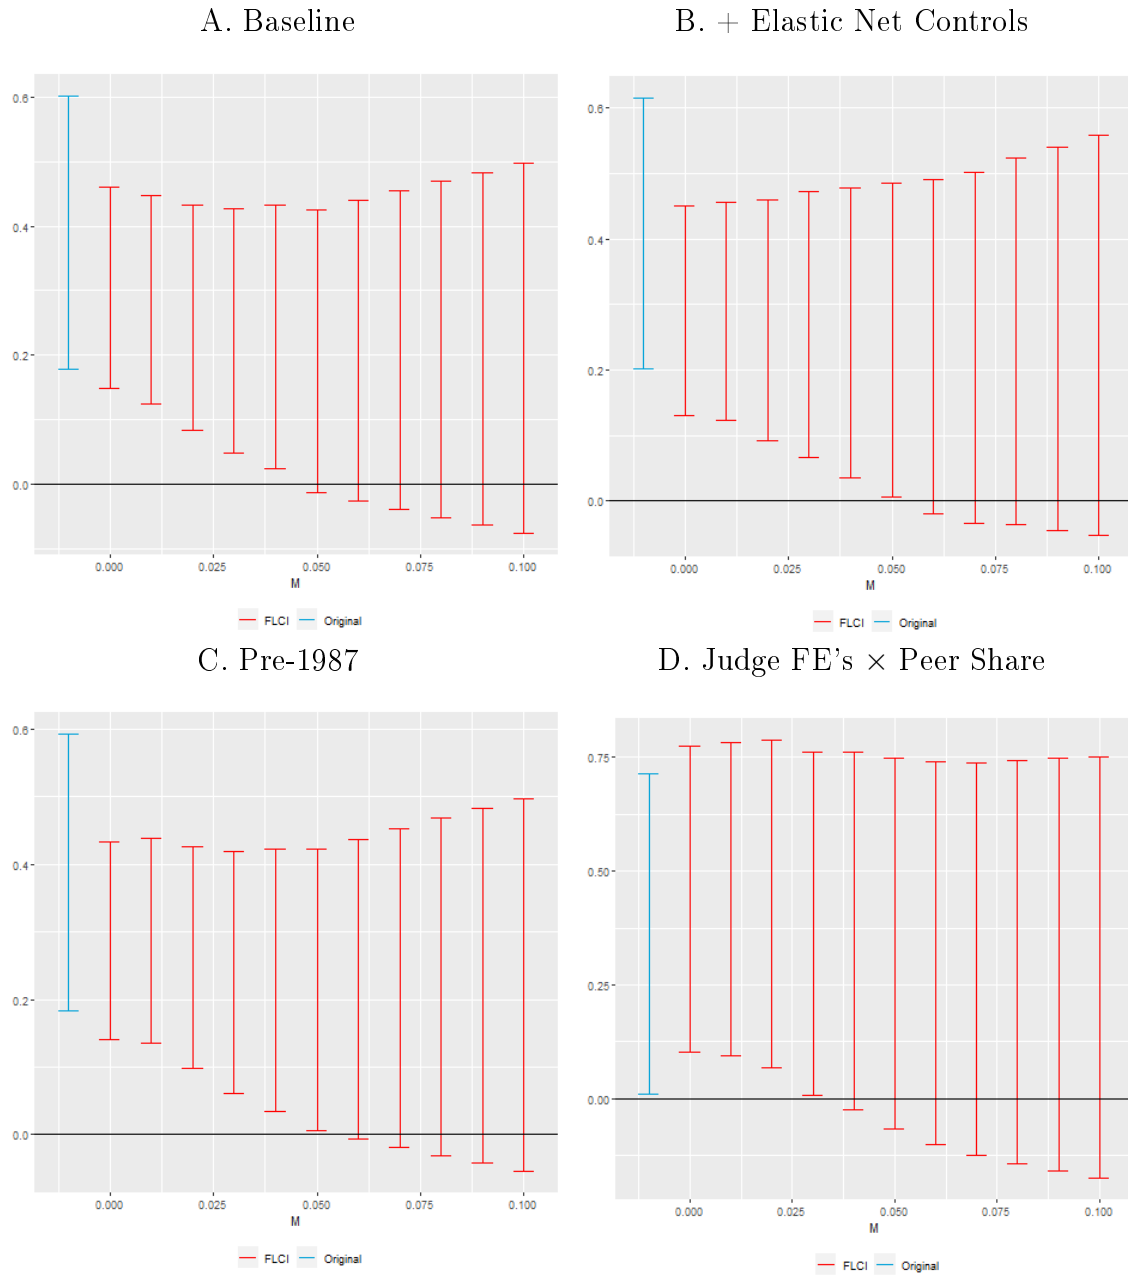 A. Baseline
0.6
0.4
0.2
0.0
0.000 0.025 0.050 0.075 0.100
M
FLCI Original
B. + Elastic Net Controls
0.6
0.4
0.2
0.0
0.000 0.025 0.050 0.075 0.100
M
FLCI Original
C. Pre-1987
0.6
0.4
0.2
0.0
0.000 0.025 0.050 0.075 0.100
M
FLCI Original
D. Judge FE's × Peer Share
0.75
0.50
0.25
0.00
0.000 0.025 0.050 0.075 0.100
M
FLCI Original